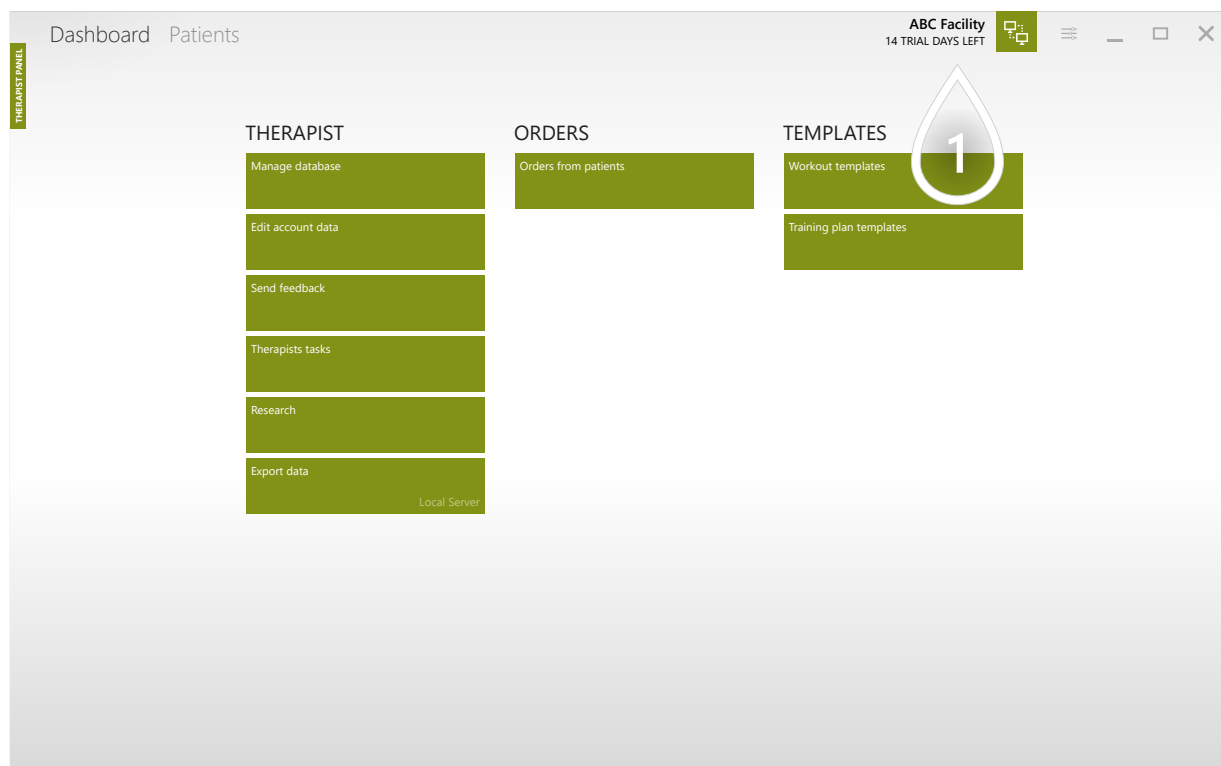 Dashboard Patients
ABC Facility
14 TRIAL DAYS LEFT
THERAPIST PANEL
THERAPIST
Manage database
Edit account data
Send feedback
Therapists tasks
Research
Export data
Local Server
ORDERS
Orders from patients
TEMPLATES
Workout templates
Training plan templates
1